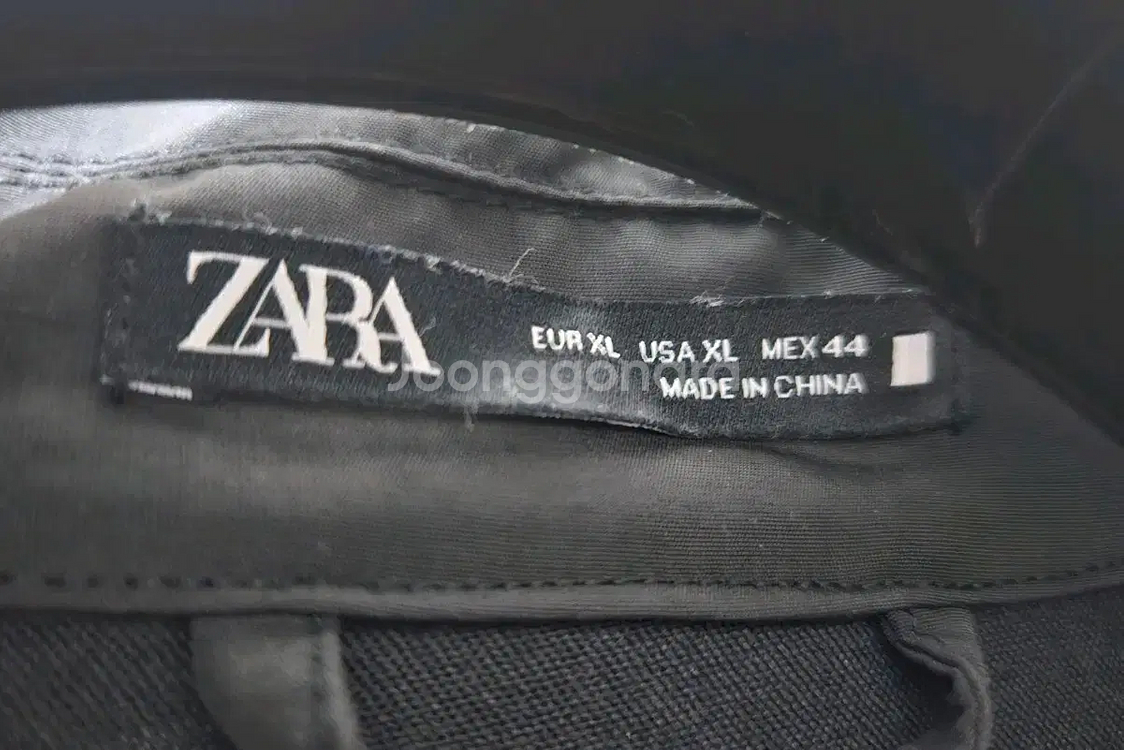 ZARA
EUR XL USA XL MEX 44
MADE IN CHINA
Joonggonara